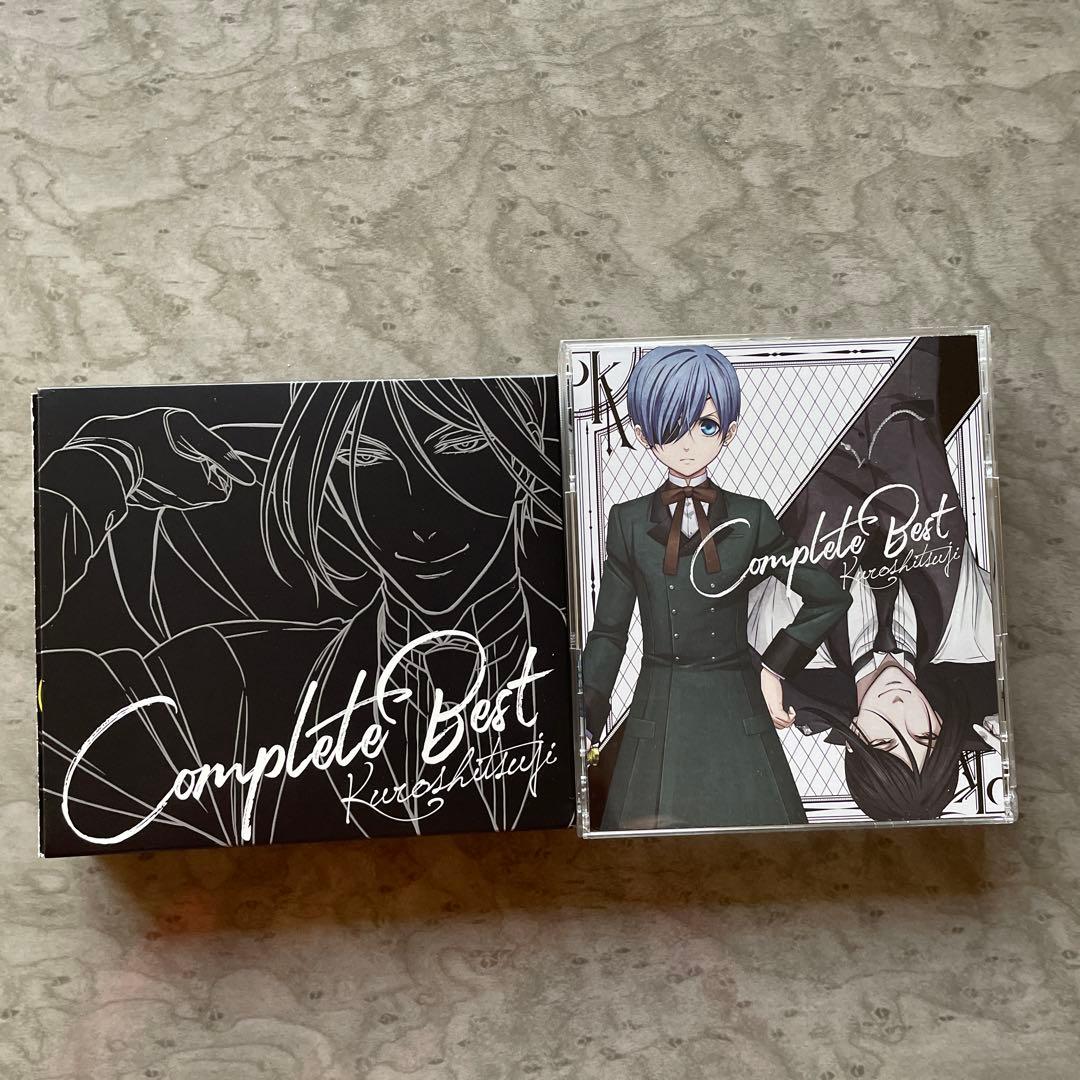 Complete Best
Kuroshitsuji
K
Complete Best
Kuroshitsuji
K